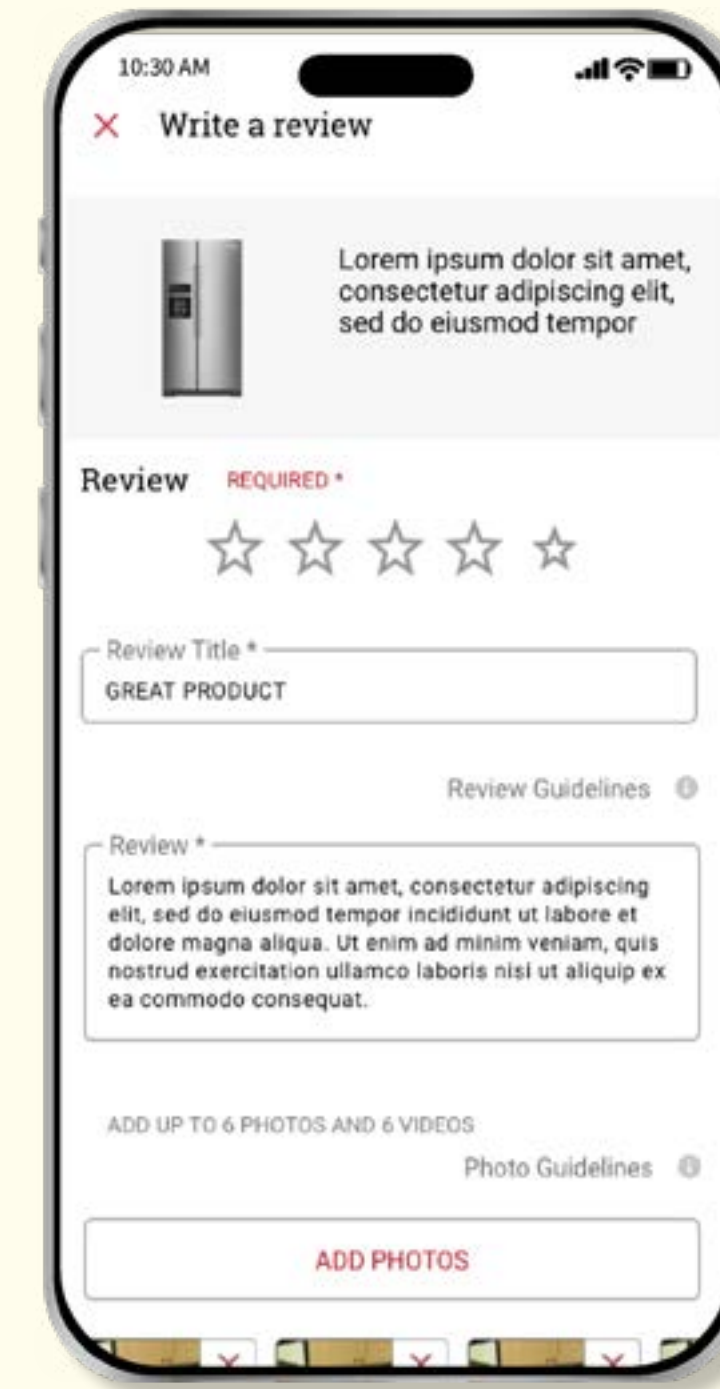 10:30 AM
Write a review
Lorem ipsum dolor sit amet,
consectetur adipiscing elit,
sed do eiusmod tempor
Review REQUIRED *
Review Title *
GREAT PRODUCT
Review Guidelines
Review *
Lorem ipsum dolor sit amet, consectetur adipiscing
elit, sed do eiusmod tempor incididunt ut labore et
dolore magna aliqua. Ut enim ad minim veniam, quis
nostrud exercitation ullamco laboris nisi ut aliquip ex
ea commodo consequat.
ADD UP TO 6 PHOTOS AND 6 VIDEOS
Photo Guidelines
ADD PHOTOS